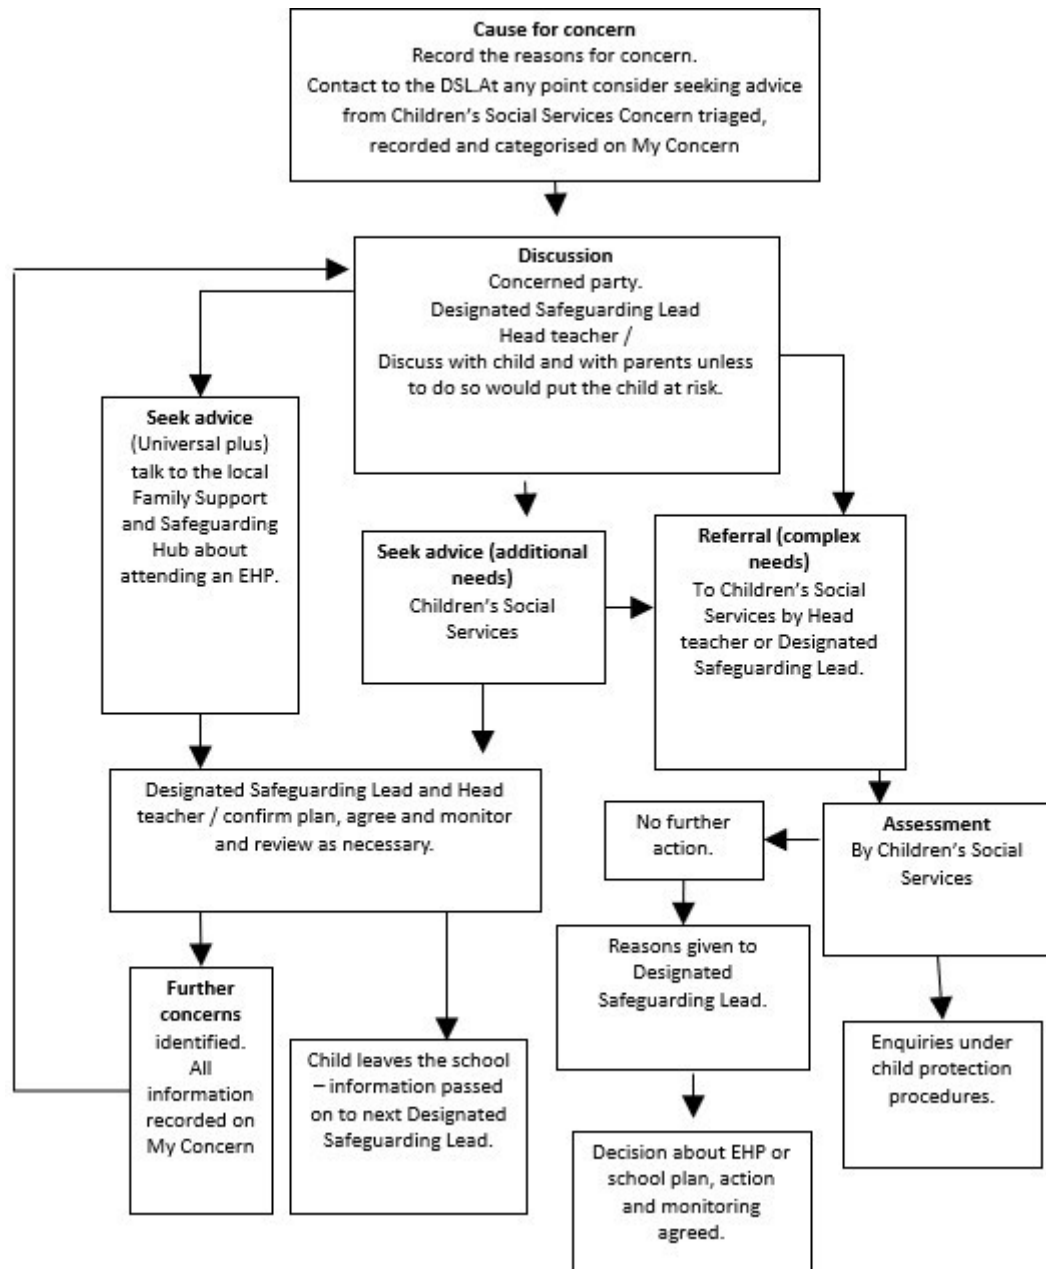 Cause for concern
Record the reasons for concern.
Contact to the DSL.At any point consider seeking advice
from Children's Social Services Concern triaged,
recorded and categorised on My Concern
Discussion
Concerned party.
Designated Safeguarding Lead
Head teacher /
Discuss with child and with parents unless
to do so would put the child at risk.
Seek advice
(Universal plus)
talk to the local
Family Support
and Safeguarding
Hub about
attending an EHP.
Seek advice (additional
needs)
Children's Social
Services
Referral (complex
needs)
To Children's Social
Services by Head
teacher or Designated
Safeguarding Lead.
Designated Safeguarding Lead and Head
teacher / confirm plan, agree and monitor
and review as necessary.
No further
action.
Assessment
By Children's Social
Services
Reasons given to
Designated
Safeguarding Lead.
Further
concerns
identified.
All
information
recorded on
My Concern
Child leaves the school
– information passed
on to next Designated
Safeguarding Lead.
Enquiries under
child protection
procedures.
Decision about EHP or
school plan, action
and monitoring
agreed.